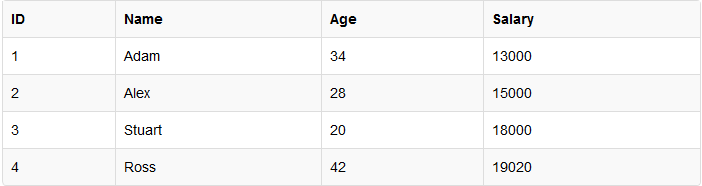 ID Name Age Salary
1 Adam 34 13000
2 Alex 28 15000
3 Stuart 20 18000
4 Ross 42 19020